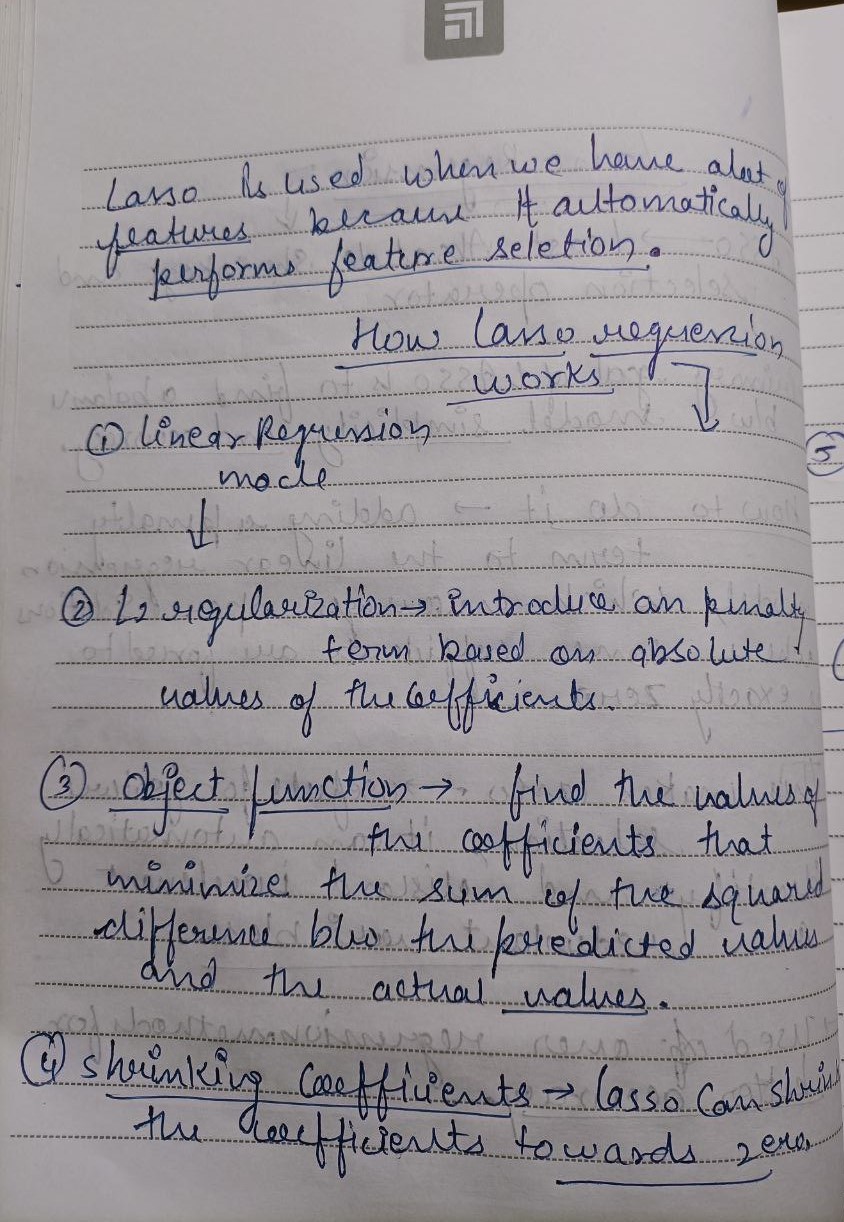 Lasso is used when we have alot of
features because it automatically
performs feature seletion.
How Lasso regression
works
① Linear Regression
mode
② L2 regularization → introduce an penalty
term based on absolute
values of the Coefficients.
③ Object function → find the values of
the coefficients that
minimize the sum of the squared
difference b/w the predicted values
and the actual values.
④ Shrinking Coefficients → Lasso Can shrink
the Coefficients towards zero.
⑤